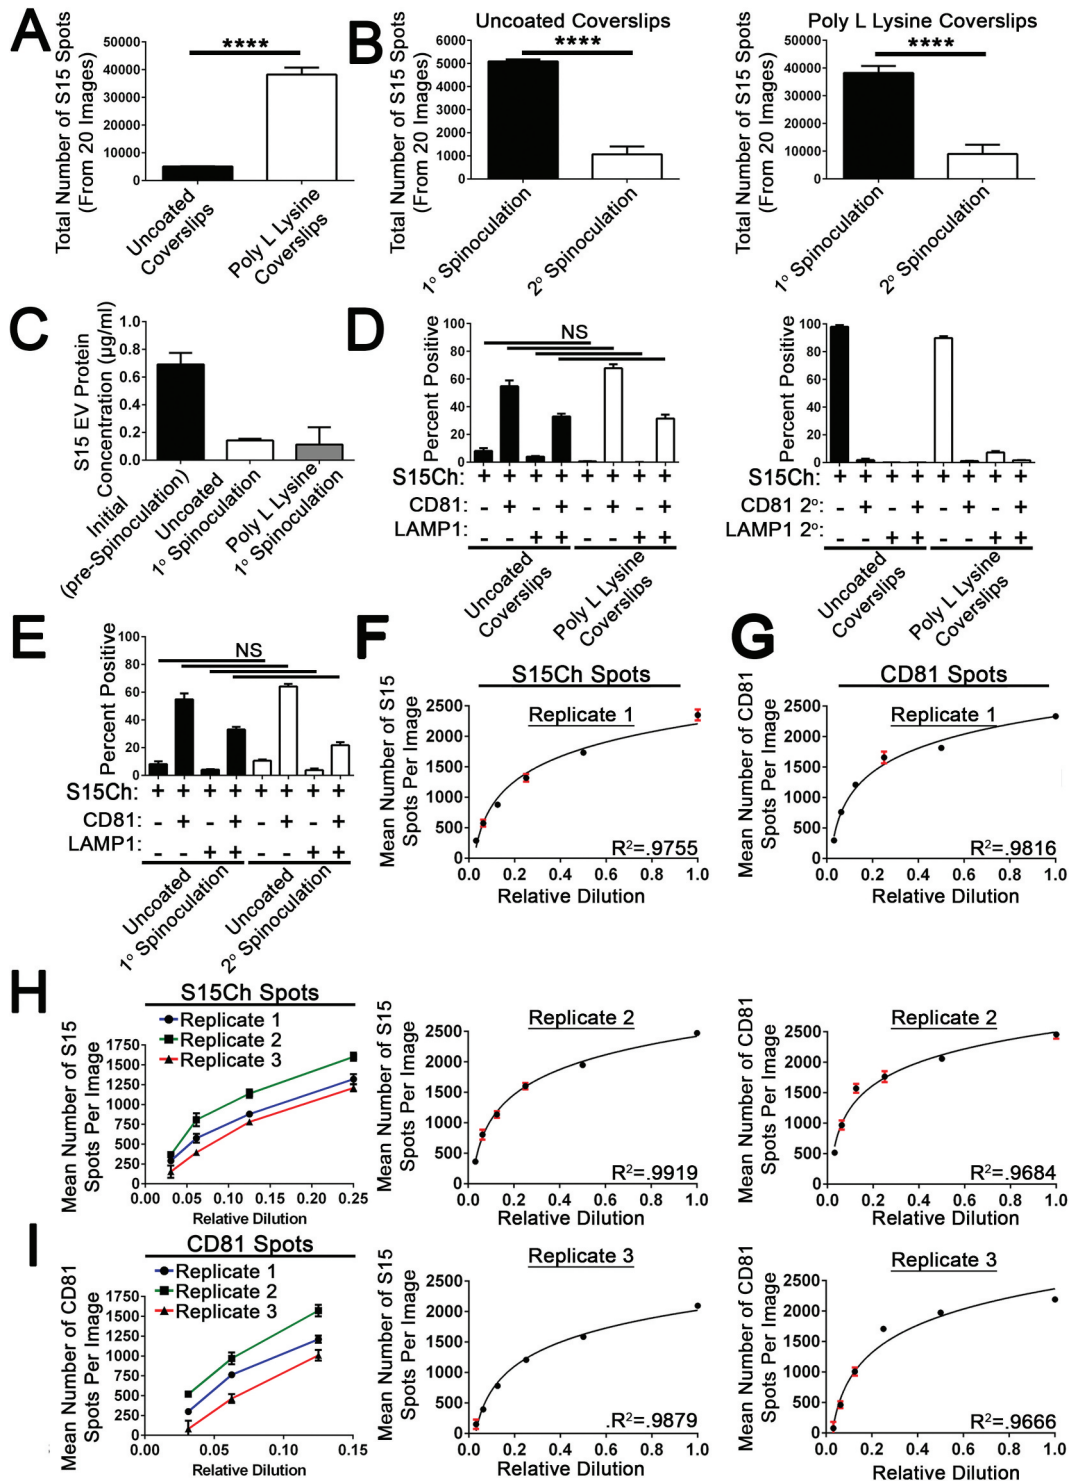 A
Total Number of S15 Spots
(From 20 Images)
50000
40000
30000
20000
10000
0
****
Uncoated
Coverslips
Poly L Lysine
Coverslips
B
Uncoated Coverslips
Total Number of S15 Spots
(From 20 Images)
6000
5000
4000
3000
2000
1000
0
****
1º Spinoculation
2º Spinoculation
Poly L Lysine Coverslips
Total Number of S15 Spots
(From 20 Images)
50000
40000
30000
20000
10000
0
****
1º Spinoculation
2º Spinoculation
C
S15 EV Protein
Concentration (µg/ml)
1.0
0.8
0.6
0.4
0.2
0.0
Initial
(pre-Spinoculation)
Uncoated
1º Spinoculation
Poly L Lysine
1º Spinoculation
D
Percent Positive
100
80
60
40
20
0
NS
S15Ch: + + + + + + + +
CD81: - + - + - + - +
LAMP1: - - + + - - + +
Uncoated
Coverslips
Poly L Lysine
Coverslips
Percent Positive
100
80
60
40
20
0
S15Ch: + + + + + + + +
CD81 2º: - + - + - + - +
LAMP1 2º: - - + + - - + +
Uncoated
Coverslips
Poly L Lysine
Coverslips
E
Percent Positive
100
80
60
40
20
0
NS
S15Ch: + + + + + + + +
CD81: - + - + - + - +
LAMP1: - - + + - - + +
Uncoated
1º Spinoculation
Uncoated
2º Spinoculation
F
S15Ch Spots
Replicate 1
Mean Number of S15
Spots Per Image
2500
2000
1500
1000
500
0
R²=.9755
0.0 0.2 0.4 0.6 0.8 1.0
Relative Dilution
G
CD81 Spots
Replicate 1
Mean Number of CD81
Spots Per Image
2500
2000
1500
1000
500
0
R²=.9816
0.0 0.2 0.4 0.6 0.8 1.0
Relative Dilution
H
S15Ch Spots
Replicate 1
Replicate 2
Replicate 3
Mean Number of S15
Spots Per Image
1750
1500
1250
1000
750
500
250
0
0.00 0.05 0.10 0.15 0.20 0.25
Relative Dilution
Replicate 2
Mean Number of S15
Spots Per Image
2500
2000
1500
1000
500
0
R²=.9919
0.0 0.2 0.4 0.6 0.8 1.0
Relative Dilution
Replicate 2
Mean Number of CD81
Spots Per Image
2500
2000
1500
1000
500
0
R²=.9684
0.0 0.2 0.4 0.6 0.8 1.0
Relative Dilution
I
CD81 Spots
Replicate 1
Replicate 2
Replicate 3
Mean Number of CD81
Spots Per Image
1750
1500
1250
1000
750
500
250
0
0.00 0.05 0.10 0.15
Relative Dilution
Replicate 3
Mean Number of S15
Spots Per Image
2500
2000
1500
1000
500
0
.R²=.9879
0.0 0.2 0.4 0.6 0.8 1.0
Relative Dilution
Replicate 3
Mean Number of CD81
Spots Per Image
2500
2000
1500
1000
500
0
R²=.9666
0.0 0.2 0.4 0.6 0.8 1.0
Relative Dilution